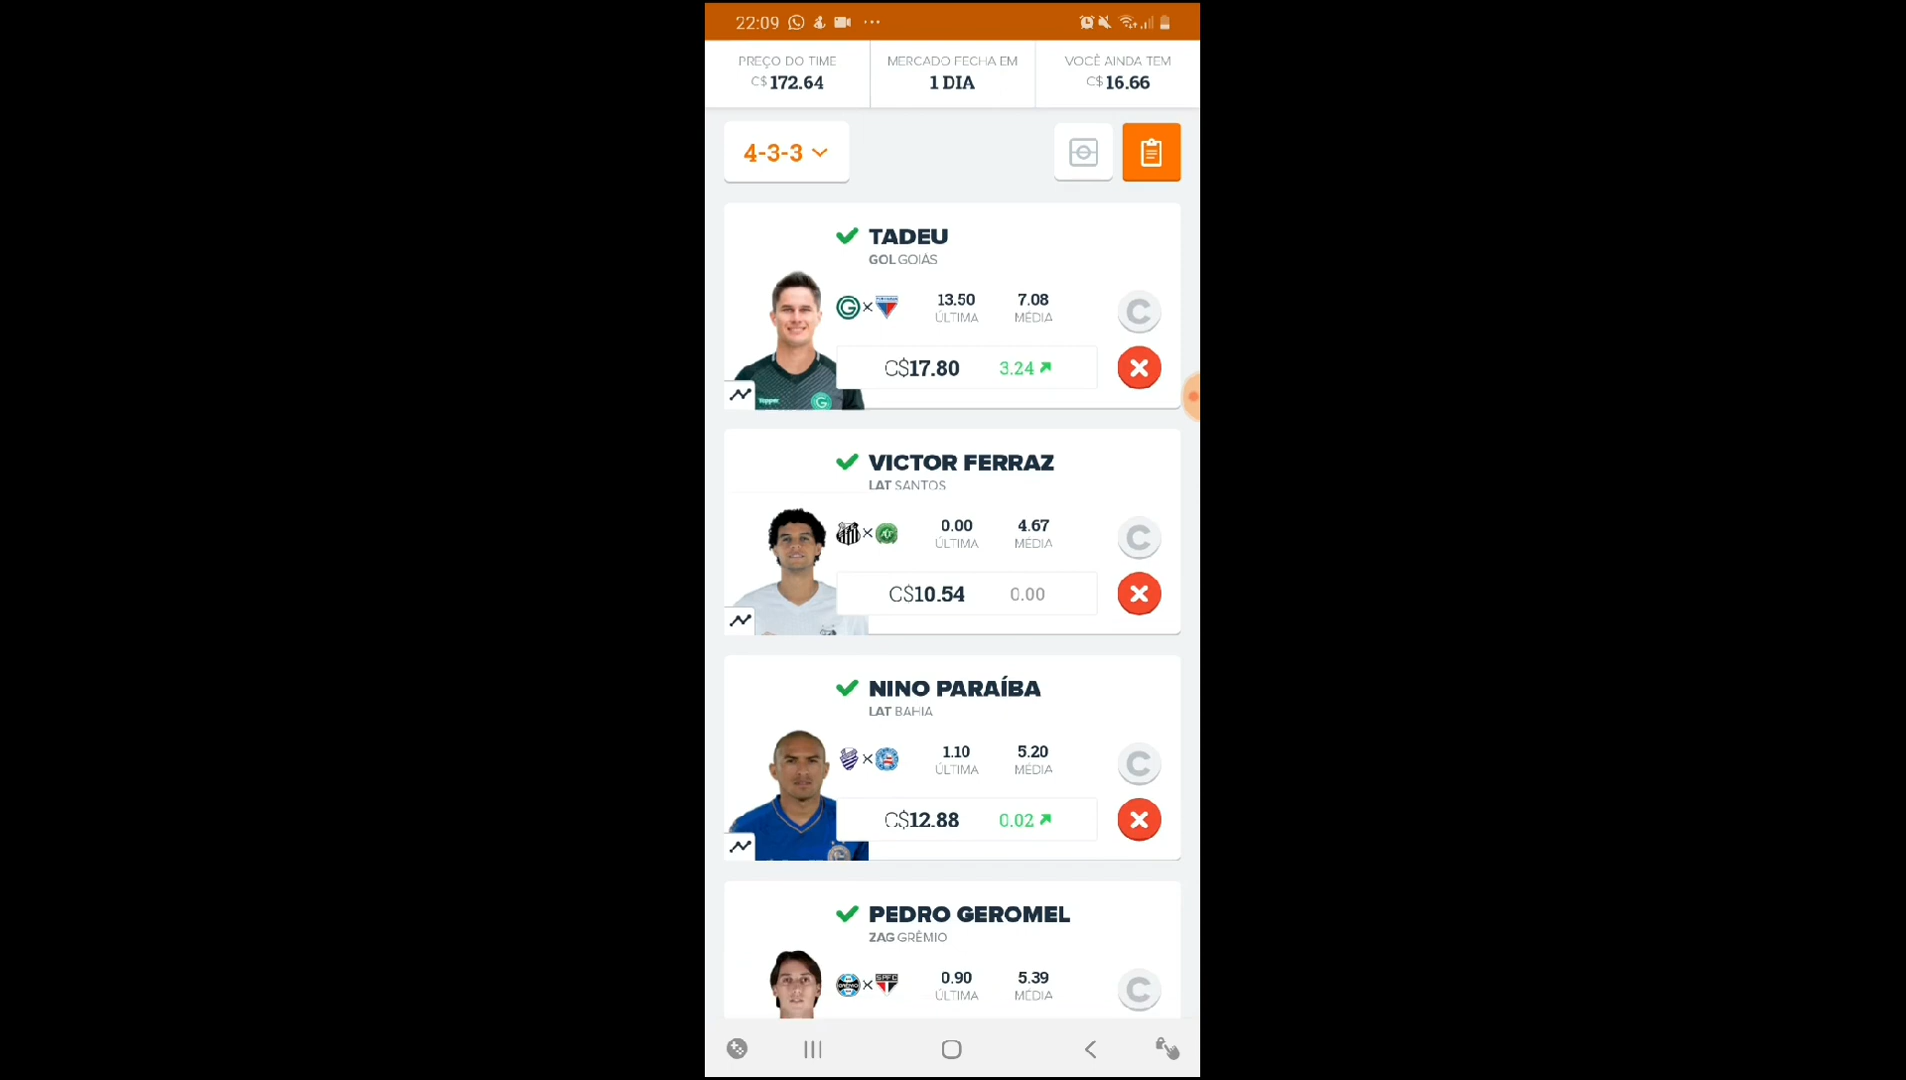 22:09
PREÇO DO TIME
C$ 172.64
MERCADO FECHA EM
1 DIA
VOCÊ AINDA TEM
C$ 16.66
4-3-3
TADEU
GOL GOIÁS
13.50
ÚLTIMA
7.08
MÉDIA
C
C$17.80
3.24
VICTOR FERRAZ
LAT SANTOS
0.00
ÚLTIMA
4.67
MÉDIA
C
C$10.54
0.00
NINO PARAÍBA
LAT BAHIA
1.10
ÚLTIMA
5.20
MÉDIA
C
C$12.88
0.02
PEDRO GEROMEL
ZAG GRÊMIO
0.90
ÚLTIMA
5.39
MÉDIA
C